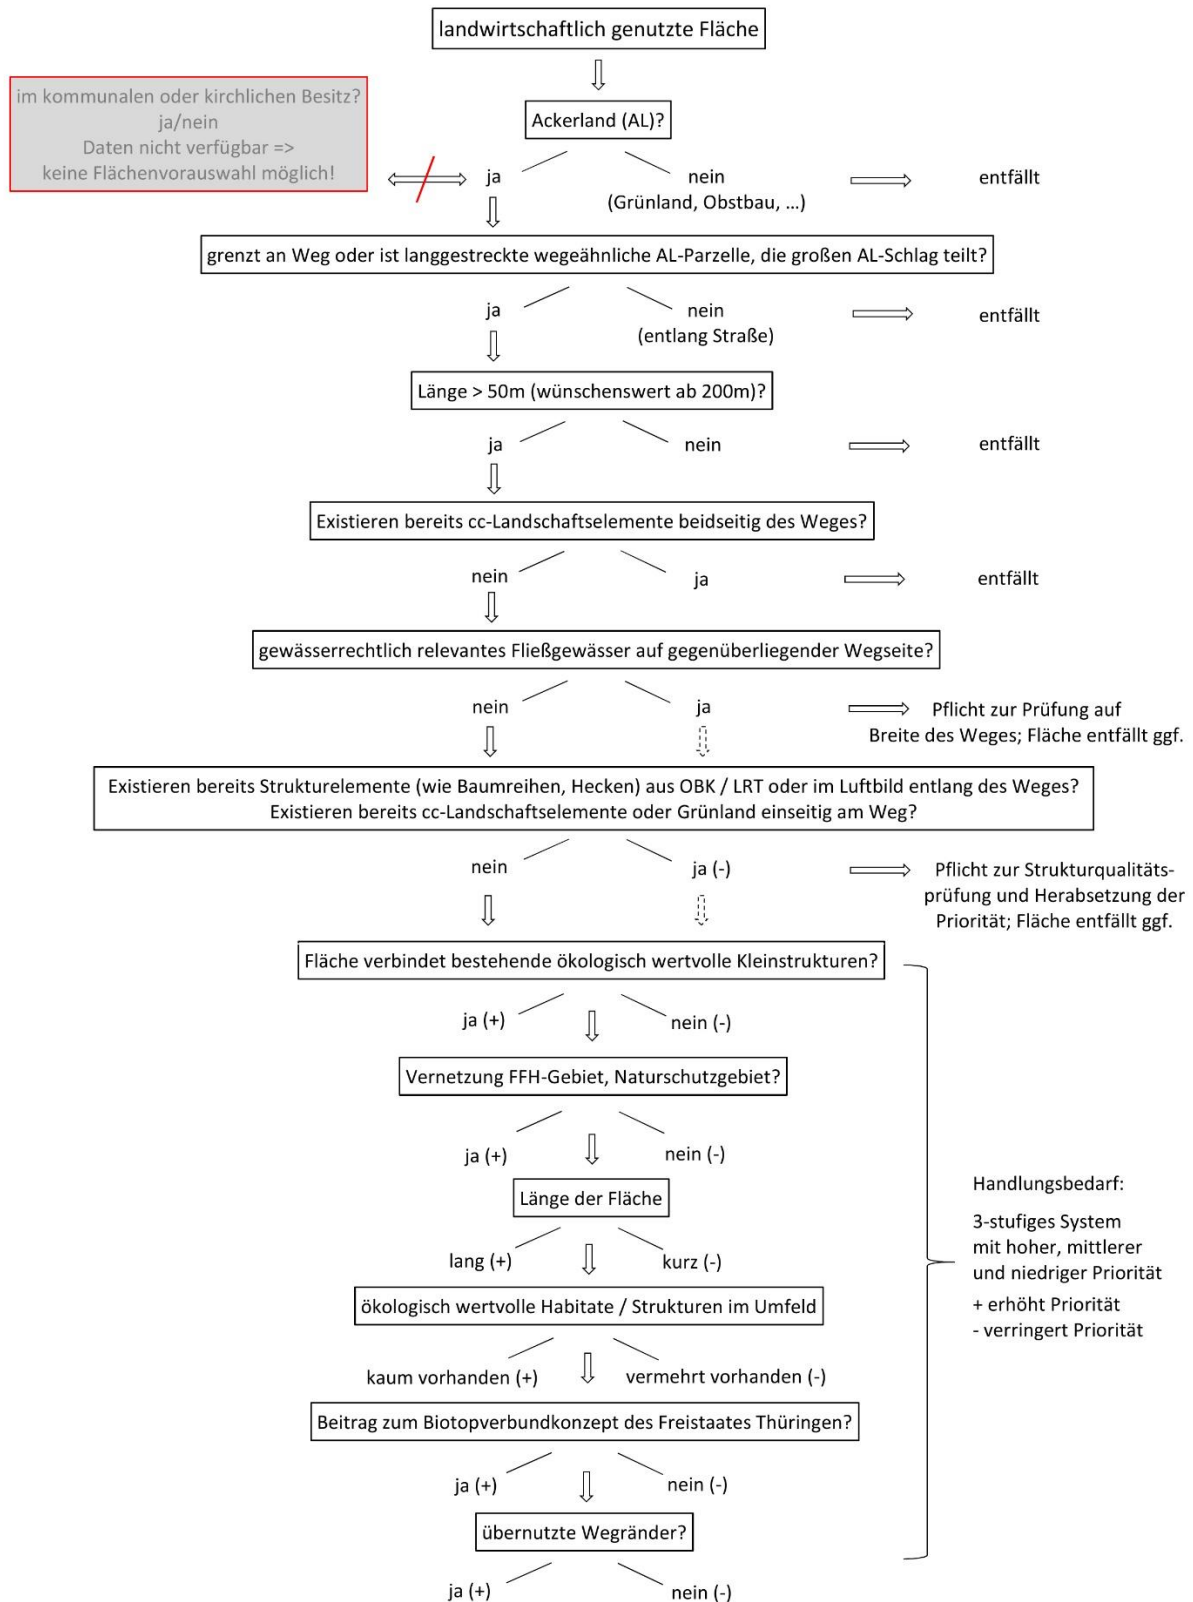 landwirtschaftlich genutzte Fläche
im kommunalen oder kirchlichen Besitz?
ja/nein
Daten nicht verfügbar =>
keine Flächenvorauswahl möglich!
Ackerland (AL)?
ja
nein
(Grünland, Obstbau, ...)
entfällt
grenzt an Weg oder ist langgestreckte wegeähnliche AL-Parzelle, die großen AL-Schlag teilt?
ja
nein
(entlang Straße)
entfällt
Länge > 50m (wünschenswert ab 200m)?
ja
nein
entfällt
Existieren bereits cc-Landschaftselemente beidseitig des Weges?
nein
ja
entfällt
gewässerrechtlich relevantes Fließgewässer auf gegenüberliegender Wegseite?
nein
ja
Pflicht zur Prüfung auf
Breite des Weges; Fläche entfällt ggf.
Existieren bereits Strukturelemente (wie Baumreihen, Hecken) aus OBK / LRT oder im Luftbild entlang des Weges?
Existieren bereits cc-Landschaftselemente oder Grünland einseitig am Weg?
nein
ja (-)
Pflicht zur Strukturqualitäts-
prüfung und Herabsetzung der
Priorität; Fläche entfällt ggf.
Fläche verbindet bestehende ökologisch wertvolle Kleinstrukturen?
ja (+)
nein (-)
Vernetzung FFH-Gebiet, Naturschutzgebiet?
ja (+)
nein (-)
Länge der Fläche
lang (+)
kurz (-)
ökologisch wertvolle Habitate / Strukturen im Umfeld
kaum vorhanden (+)
vermehrt vorhanden (-)
Beitrag zum Biotopverbundkonzept des Freistaates Thüringen?
ja (+)
nein (-)
übernutzte Wegränder?
ja (+)
nein (-)
Handlungsbedarf:
3-stufiges System
mit hoher, mittlerer
und niedriger Priorität
+ erhöht Priorität
- verringert Priorität